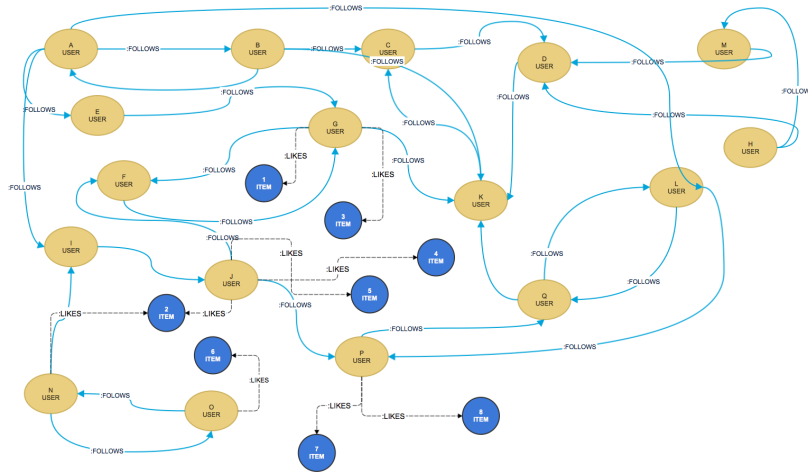 :FOLLOWS
A
USER
:FOLLOWS
B
USER
:FOLLOWS
C
USER
:FOLLOWS
:FOLLOWS
D
USER
:FOLLOWS
M
USER
:FOLLOWS
:FOLLOWS
:FOLLOWS
E
USER
:FOLLOWS
:FOLLOWS
G
USER
:FOLLOWS
:FOLLOWS
H
USER
:LIKES
:FOLLOWS
:FOLLOWS
:LIKES
F
USER
1
ITEM
:FOLLOWS
L
USER
K
USER
3
ITEM
:FOLLOWS
:FOLLOWS
:FOLLOWS
I
USER
:FOLLOWS
:LIKES
4
ITEM
:FOLLOWS
:FOLLOWS
J
USER
:LIKES
5
ITEM
:FOLLOWS
Q
USER
:LIKES
2
ITEM
:LIKES
:FOLLOWS
:FOLLOWS
6
ITEM
:LIKES
P
USER
:FOLLOWS
N
USER
:FOLLOWS
O
USER
:LIKES
:LIKES
:LIKES
8
ITEM
:FOLLOWS
7
ITEM